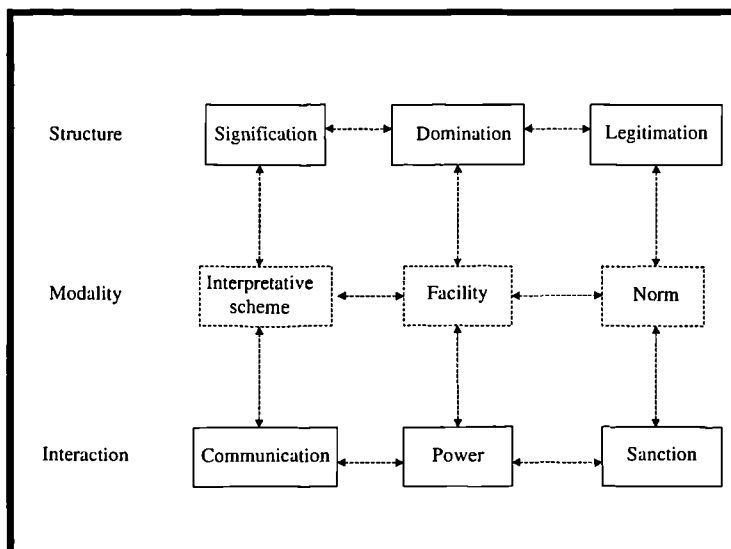 Structure
Signification
Domination
Legitimation
Modality
Interpretative
scheme
Facility
Norm
Interaction
Communication
Power
Sanction